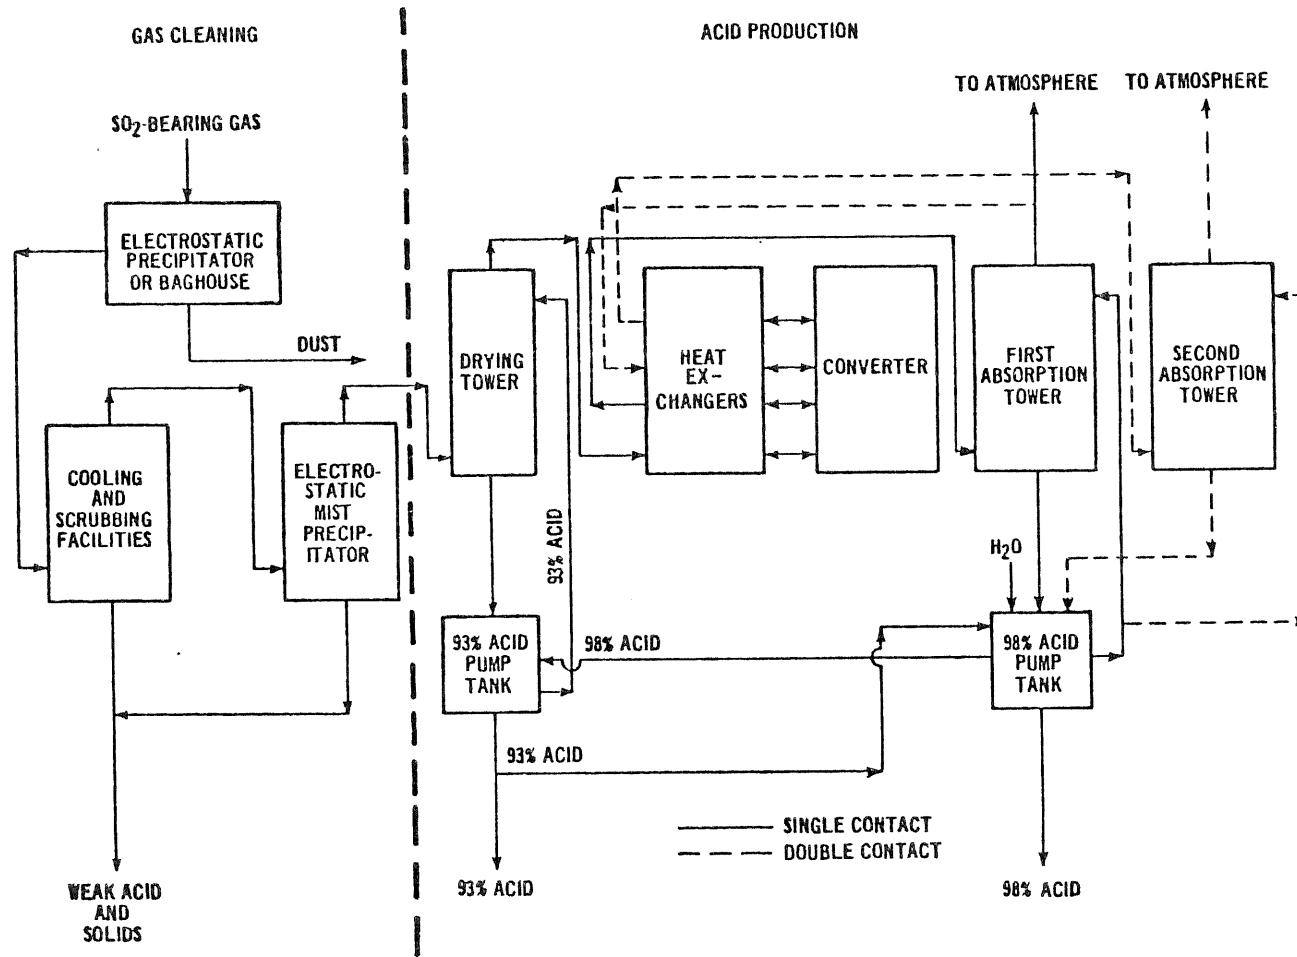 GAS CLEANING
ACID PRODUCTION
TO ATMOSPHERE
TO ATMOSPHERE
SO2-BEARING GAS
ELECTROSTATIC
PRECIPITATOR
OR BAGHOUSE
DUST
COOLING
AND
SCRUBBING
FACILITIES
ELECTRO-
STATIC
MIST
PRECIP-
ITATOR
DRYING
TOWER
HEAT
EX-
CHANGERS
CONVERTER
FIRST
ABSORPTION
TOWER
SECOND
ABSORPTION
TOWER
93% ACID
H2O
93% ACID
PUMP
TANK
98% ACID
98% ACID
PUMP
TANK
93% ACID
SINGLE CONTACT
DOUBLE CONTACT
WEAK ACID
AND
SOLIDS
93% ACID
98% ACID